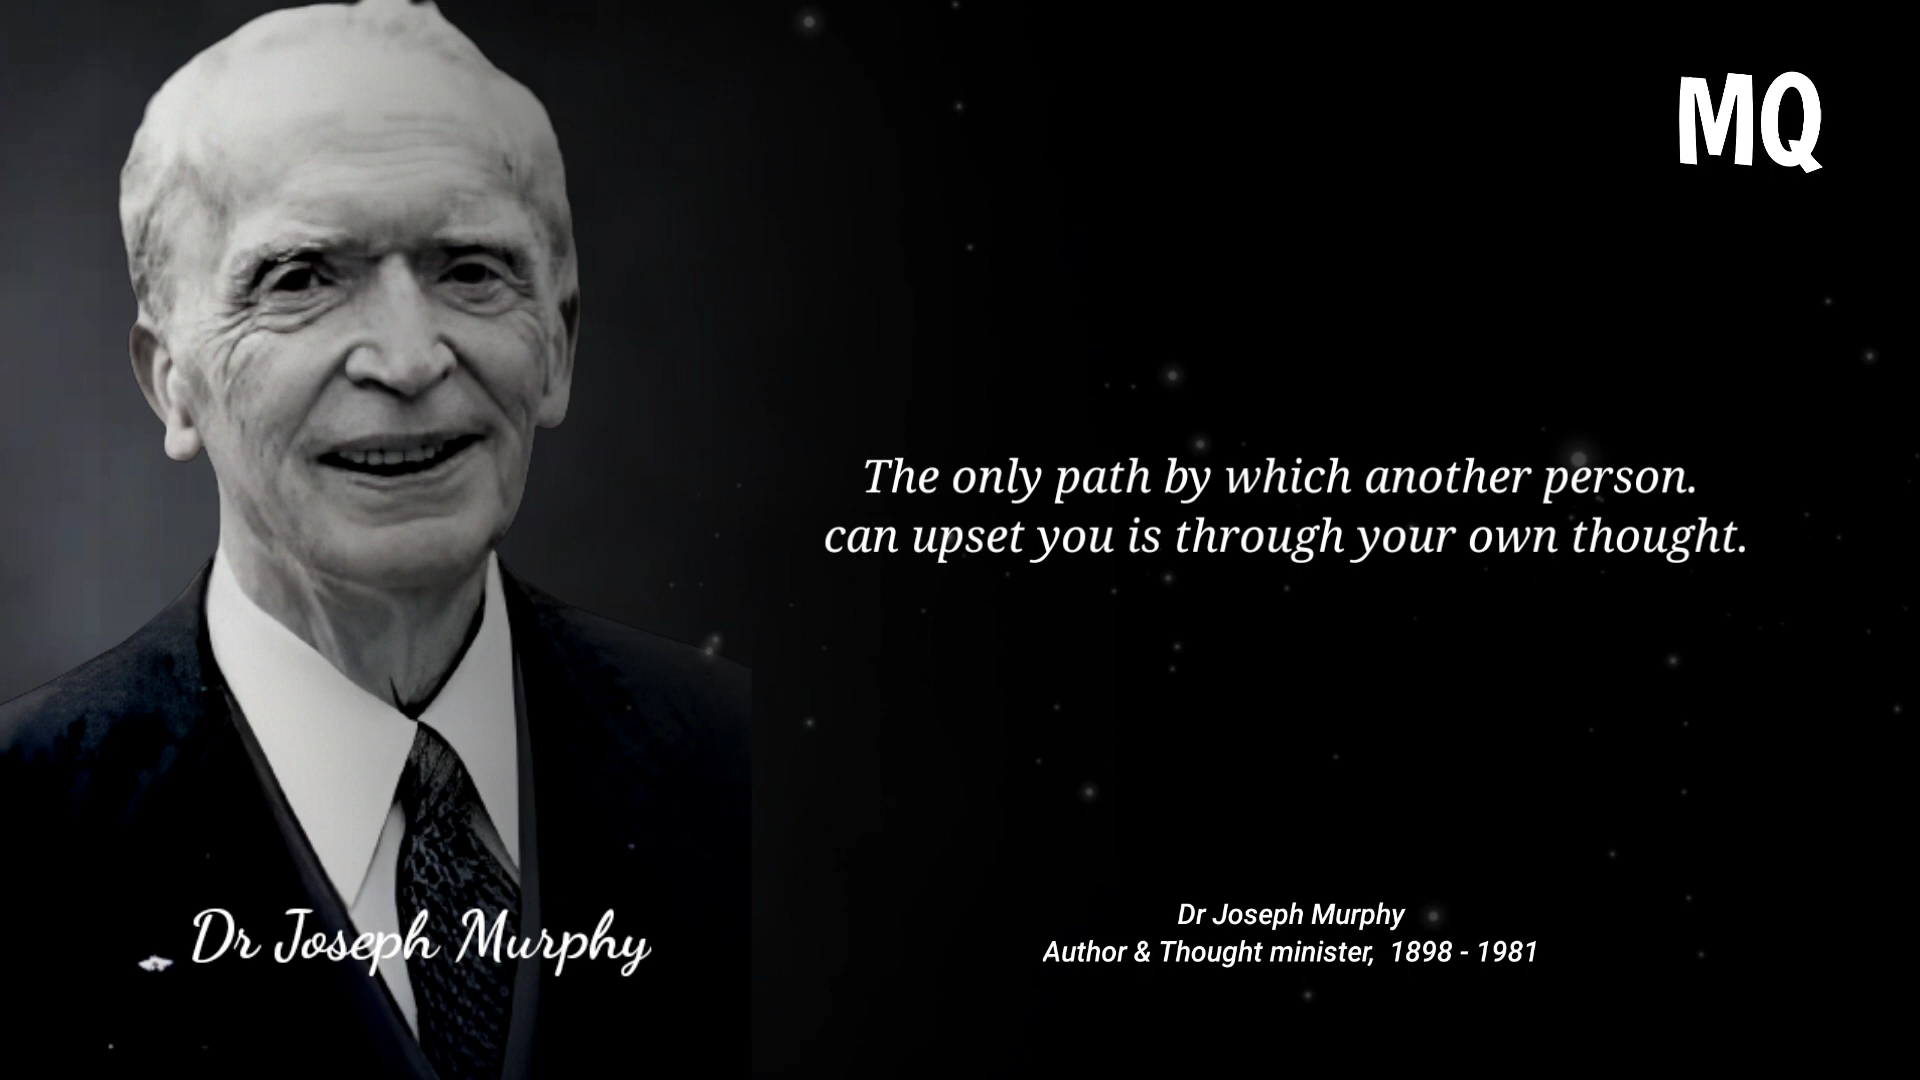 MQ
The only path by which another person.
can upset you is through your own thought.
Dr Joseph Murphy
Dr Joseph Murphy
Author & Thought minister, 1898 - 1981